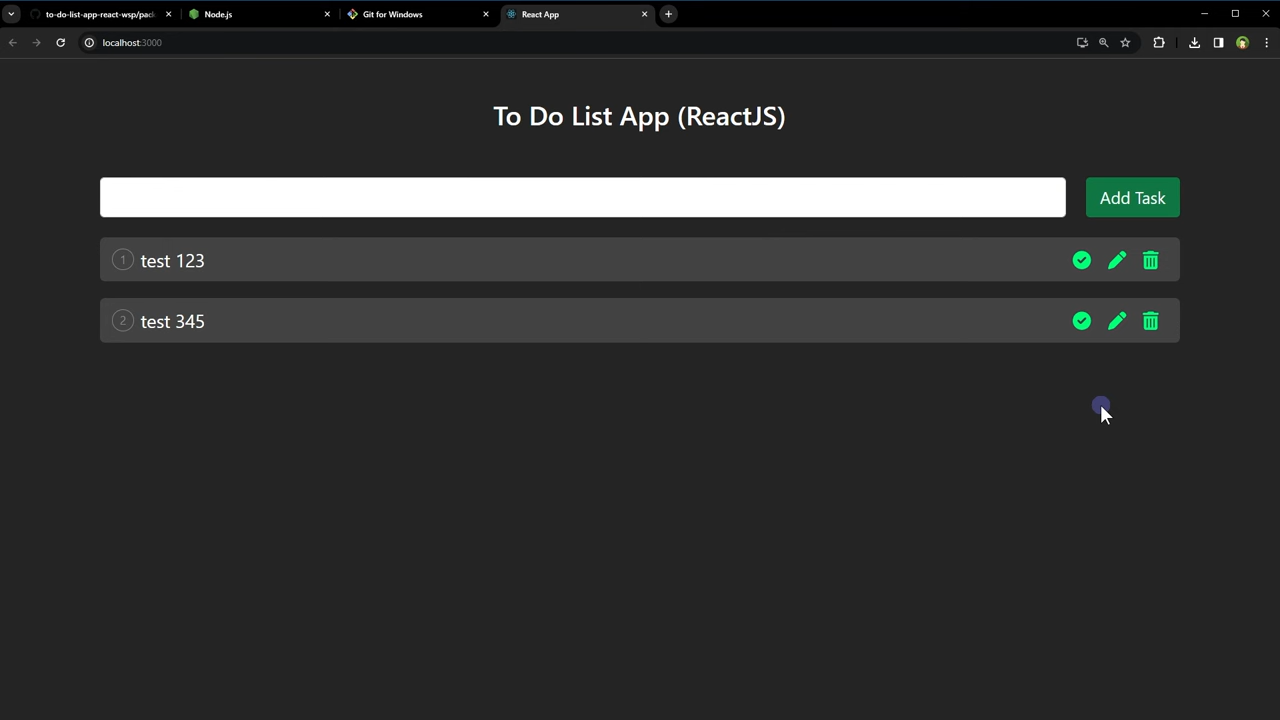 to-do-list-app-react-wsp/pack
Node.js
Git for Windows
React App
localhost:3000
To Do List App (ReactJS)
Add Task
1 test 123
2 test 345